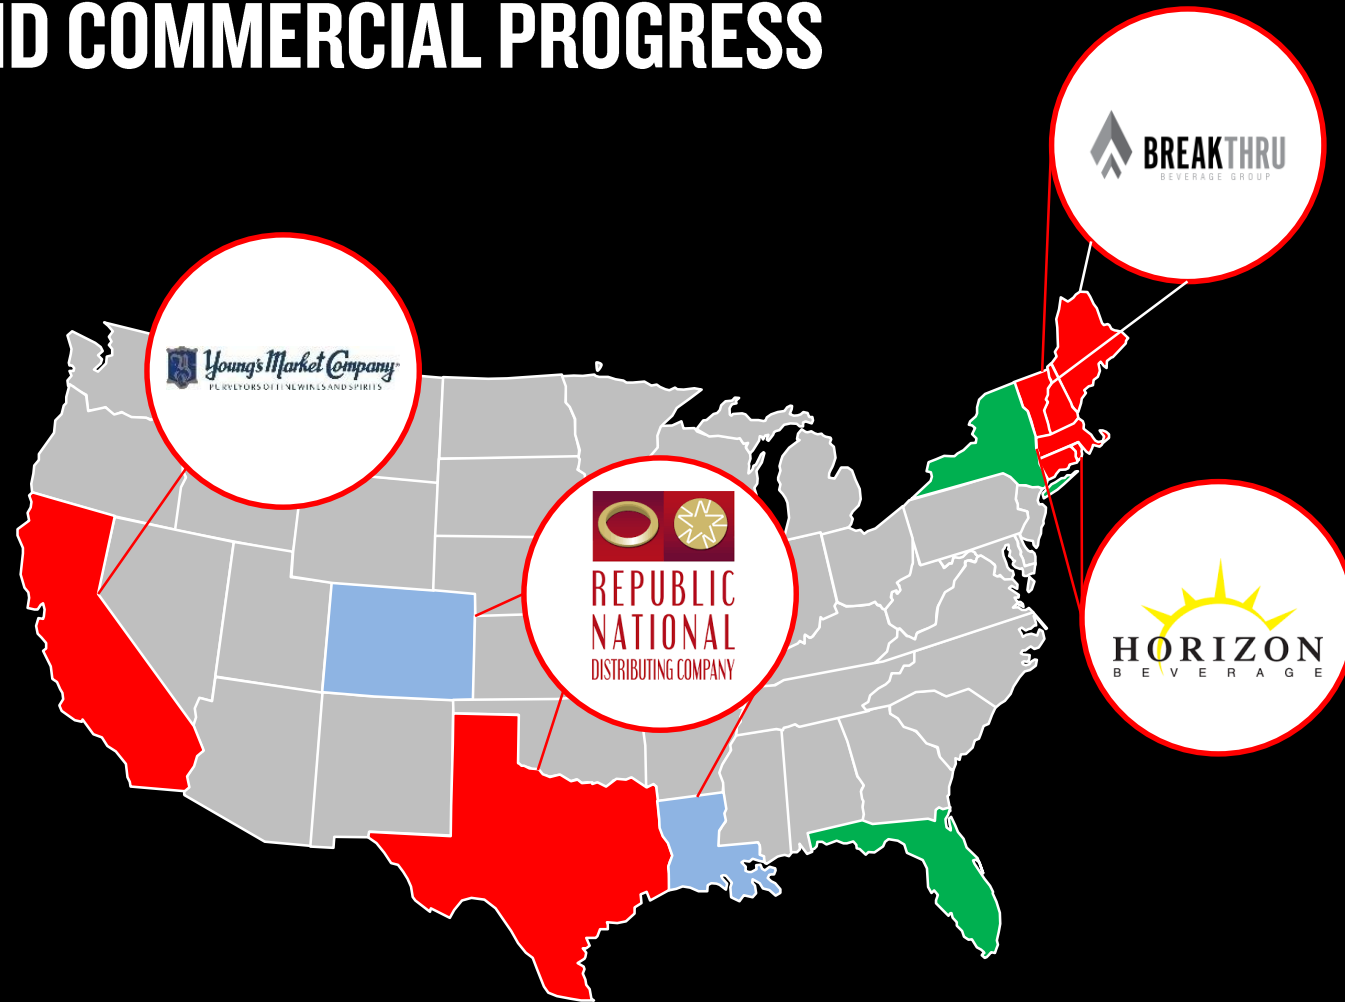 ID COMMERCIAL PROGRESS
BREAKTHRU
BEVERAGE GROUP
Young's Market Company
PURVEYORS OF FINE WINES AND SPIRITS
REPUBLIC
NATIONAL
DISTRIBUTING COMPANY
HORIZON
BEVERAGE